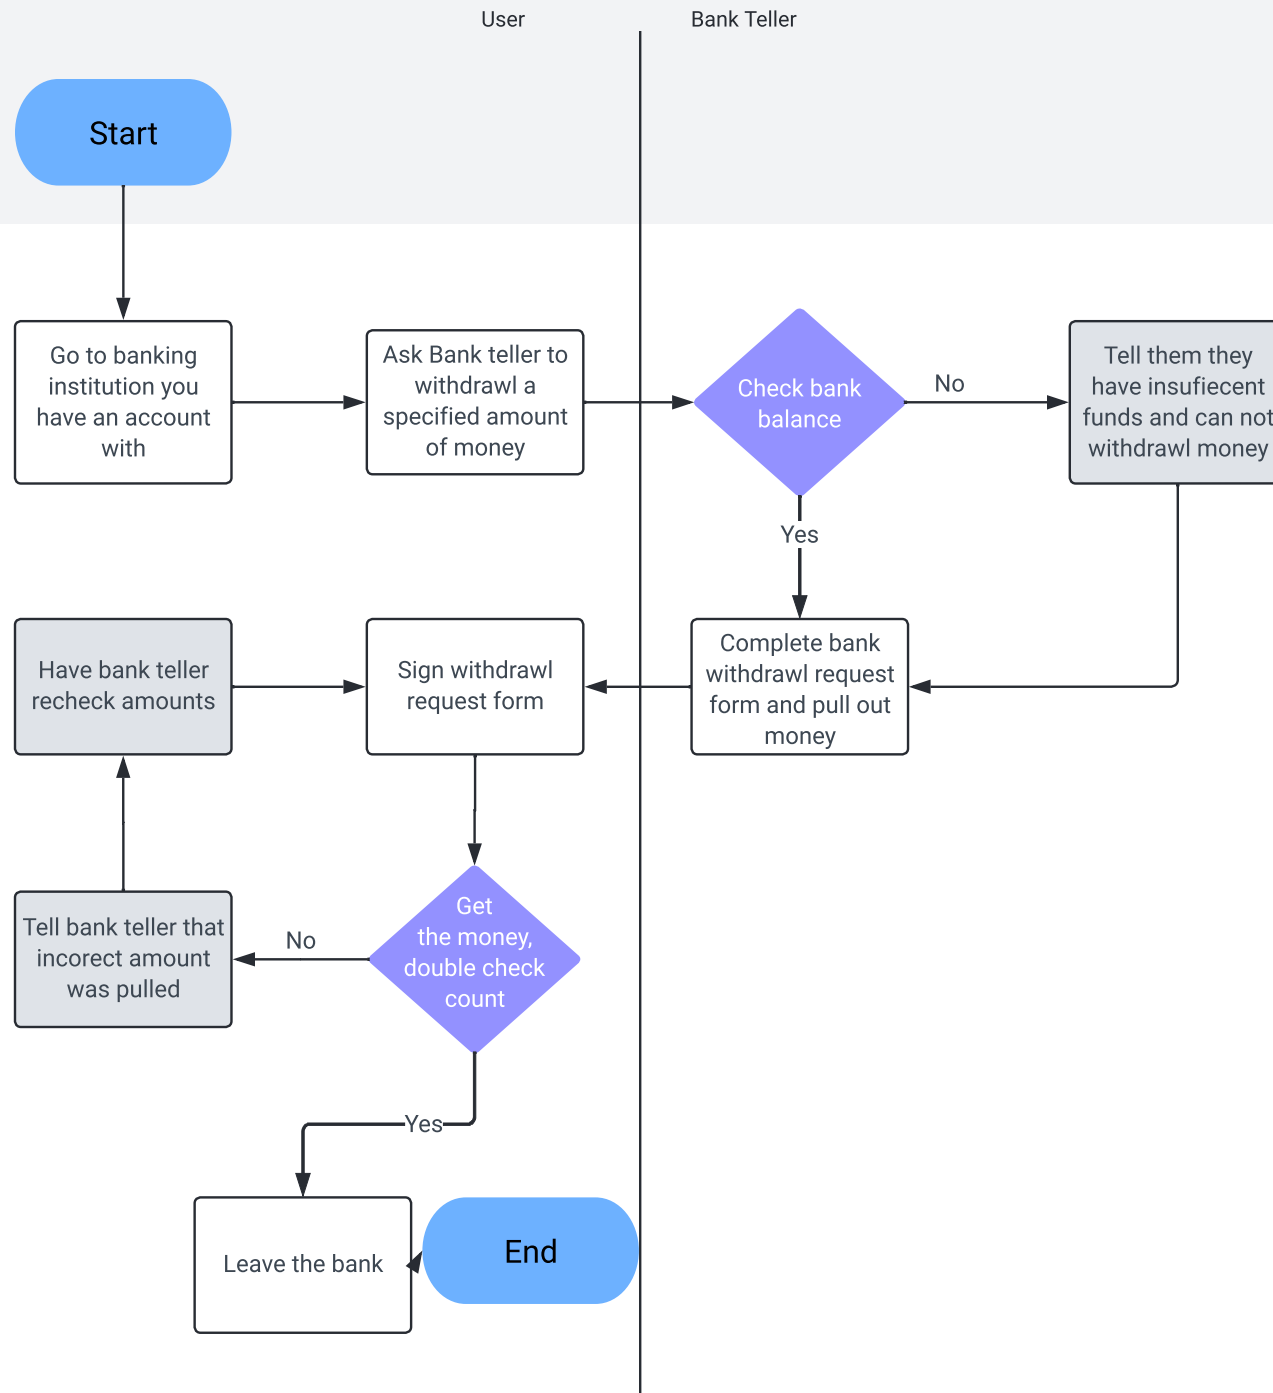 User
Bank Teller
Start
Go to banking
institution you
have an account
with
Ask Bank teller to
withdrawl a
specified amount
of money
Check bank
balance
No
Tell them they
have insufiecent
funds and can not
withdrawl money
Yes
Have bank teller
recheck amounts
Sign withdrawl
request form
Complete bank
withdrawl request
form and pull out
money
Tell bank teller that
incorect amount
was pulled
No
Get
the money,
double check
count
Yes
Leave the bank
End